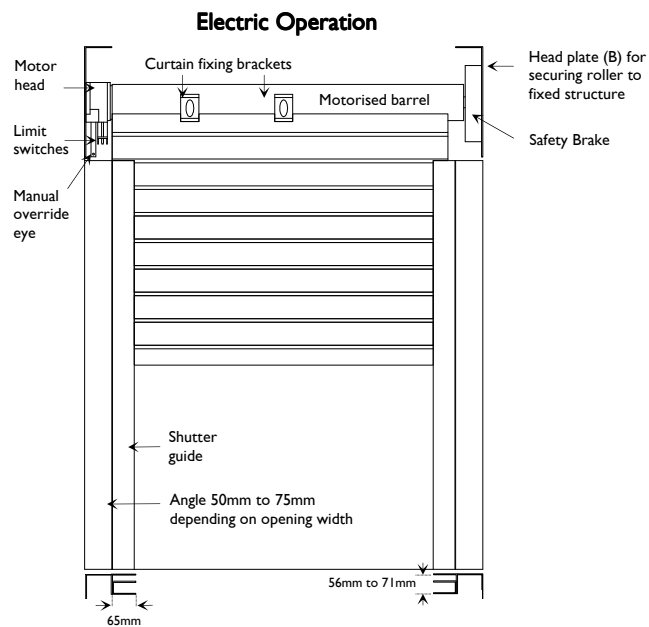 Electric Operation
Motor
head
Curtain fixing brackets
Head plate (B) for
securing roller to
fixed structure
Motorised barrel
Limit
switches
Safety Brake
Manual
override
eye
Shutter
guide
Angle 50mm to 75mm
depending on opening width
56mm to 71mm
65mm